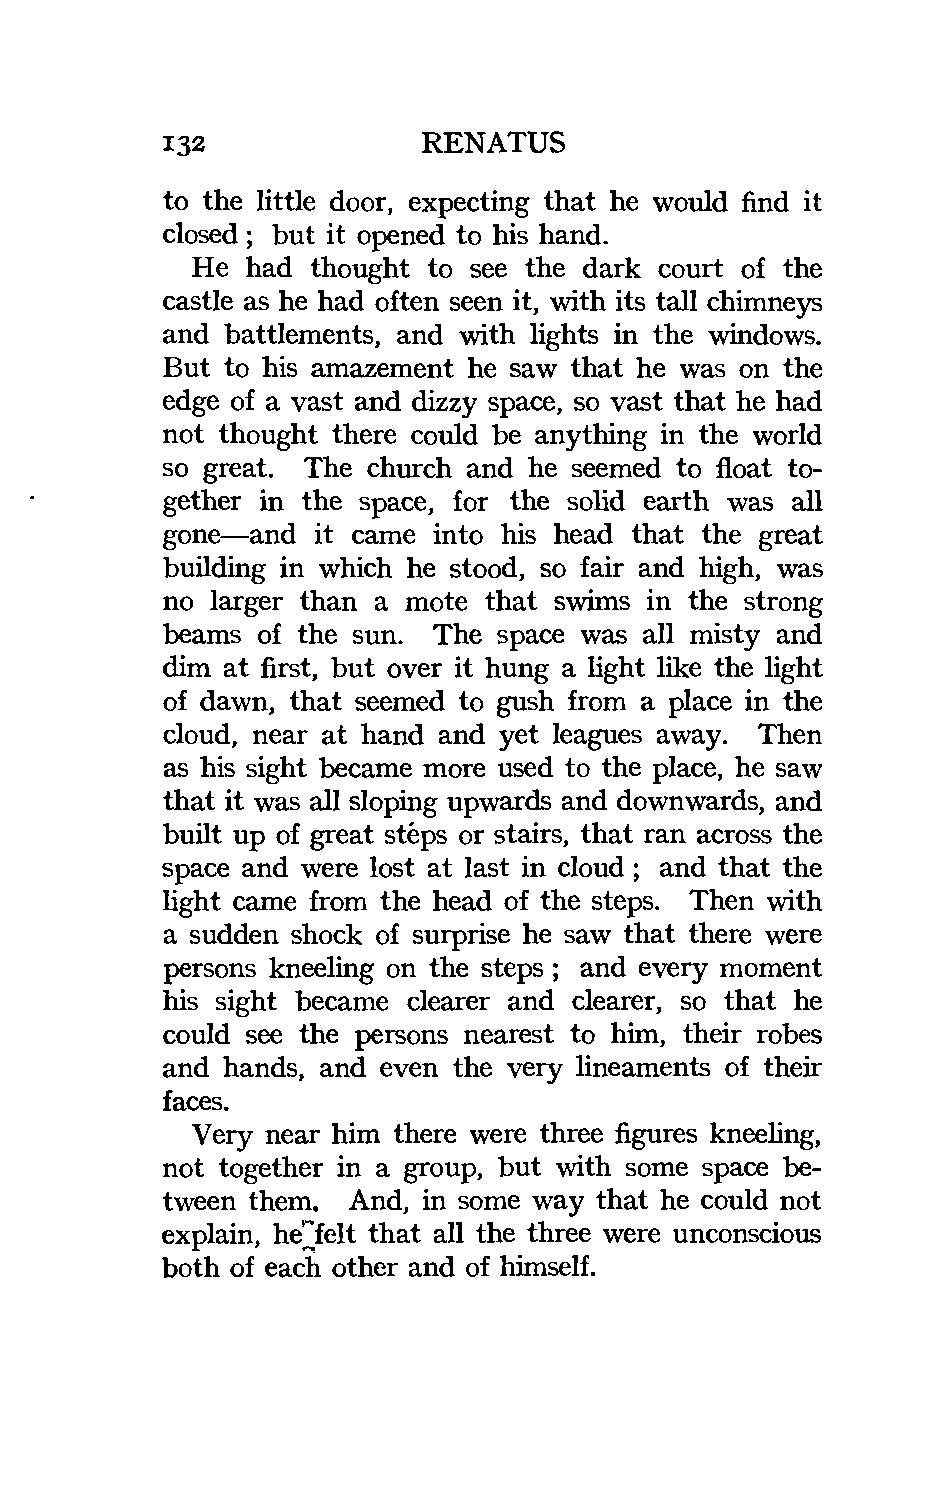 132 RENATUS
to the little door, expecting that he would find it
closed ; but it opened to his hand.
He had thought to see the dark court of the
castle as he had often seen it, with its tall chimneys
and battlements, and with lights in the windows.
But to his amazement he saw that he was on the
edge of a vast and dizzy space, so vast that he had
not thought there could be anything in the world
so great. The church and he seemed to float to-
gether in the space, for the solid earth was all
gone—and it came into his head that the great
building in which he stood, so fair and high, was
no larger than a mote that swims in the strong
beams of the sun. The space was all misty and
dim at first, but over it hung a light like the light
of dawn, that seemed to gush from a place in the
cloud, near at hand and yet leagues away. Then
as his sight became more used to the place, he saw
that it was all sloping upwards and downwards, and
built up of great steps or stairs, that ran across the
space and were lost at last in cloud ; and that the
light came from the head of the steps. Then with
a sudden shock of surprise he saw that there were
persons kneeling on the steps ; and every moment
his sight became clearer and clearer, so that he
could see the persons nearest to him, their robes
and hands, and even the very lineaments of their
faces.
Very near him there were three figures kneeling,
not together in a group, but with some space be-
tween them. And, in some way that he could not
explain, he felt that all the three were unconscious
both of each other and of himself.